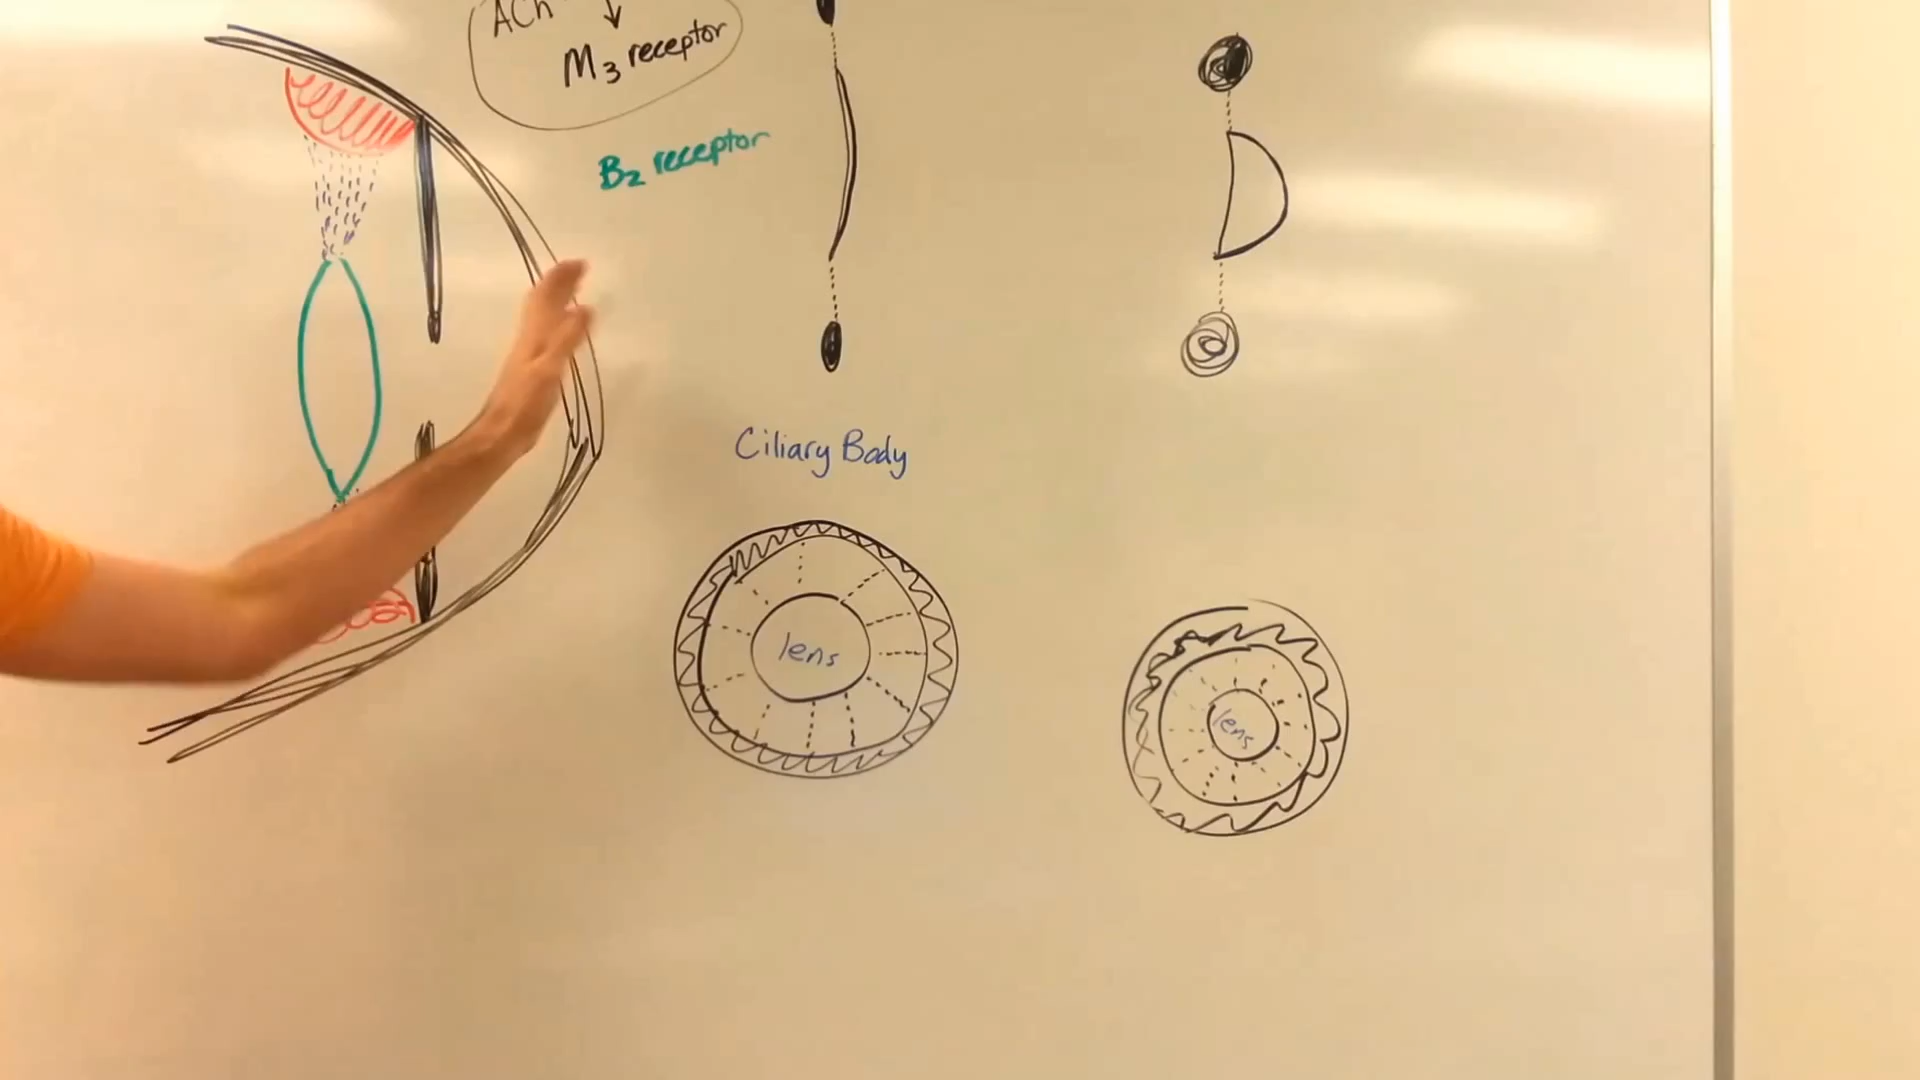 ACh
M3 receptor
B2 receptor
Ciliary Body
lens
lens